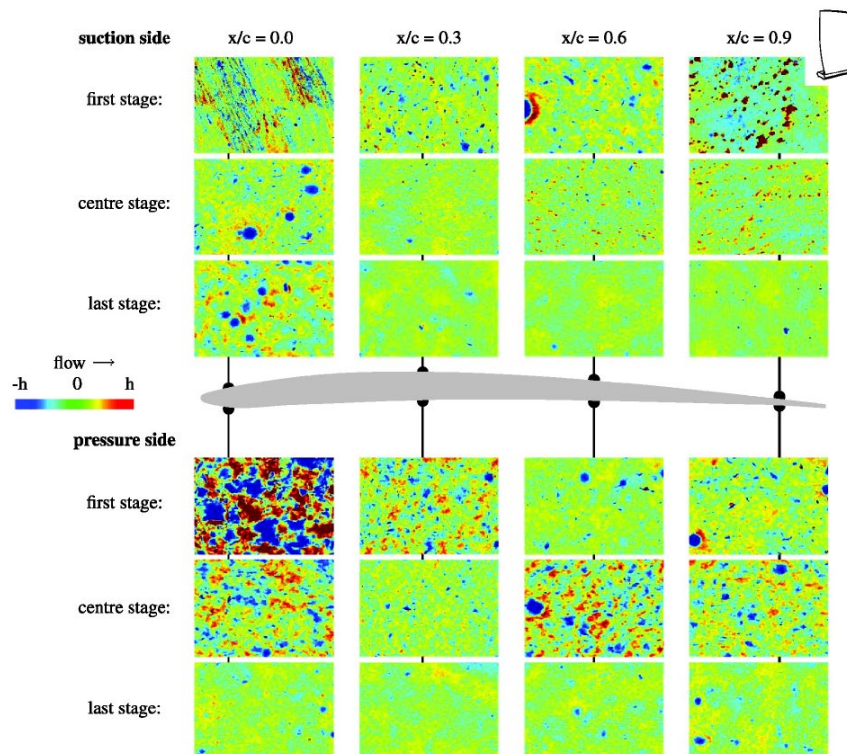 suction side x/c = 0.0 x/c = 0.3 x/c = 0.6 x/c = 0.9
first stage:
centre stage:
last stage:
flow →
-h 0 h
pressure side
first stage:
centre stage:
last stage: